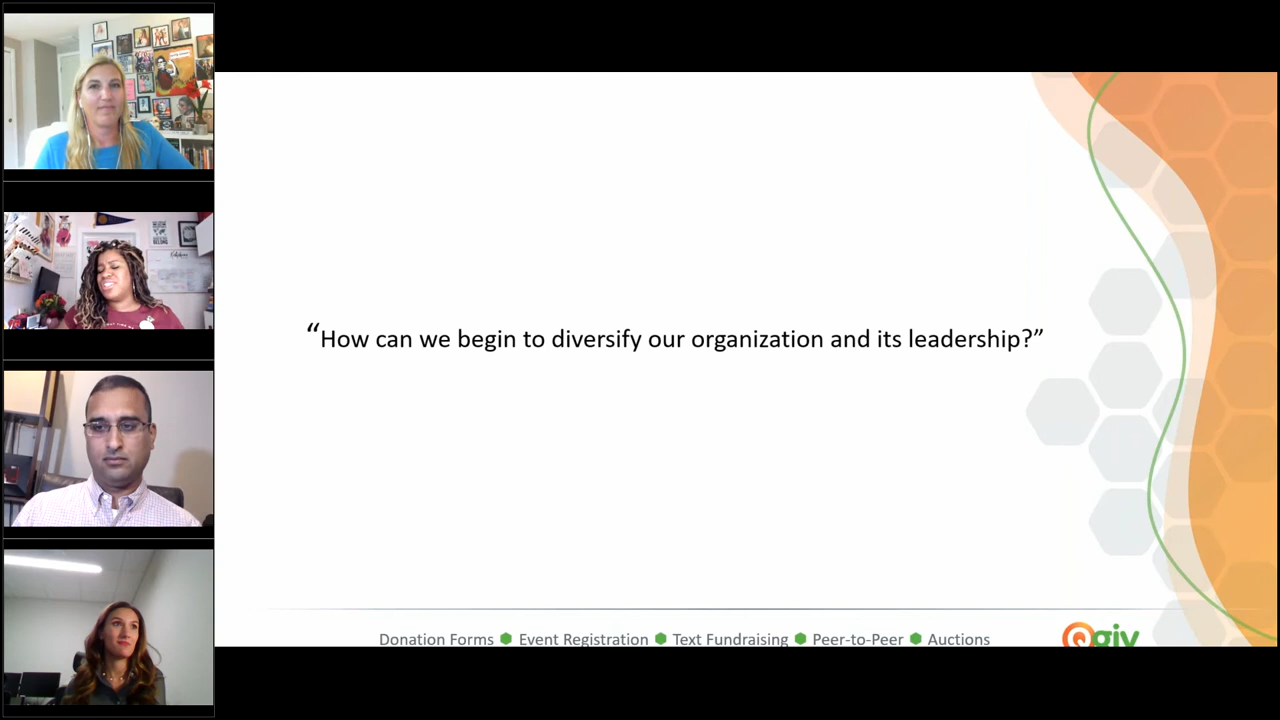 “How can we begin to diversify our organization and its leadership?”
Donation Forms ⬢ Event Registration ⬢ Text Fundraising ⬢ Peer-to-Peer ⬢ Auctions
Qgiv